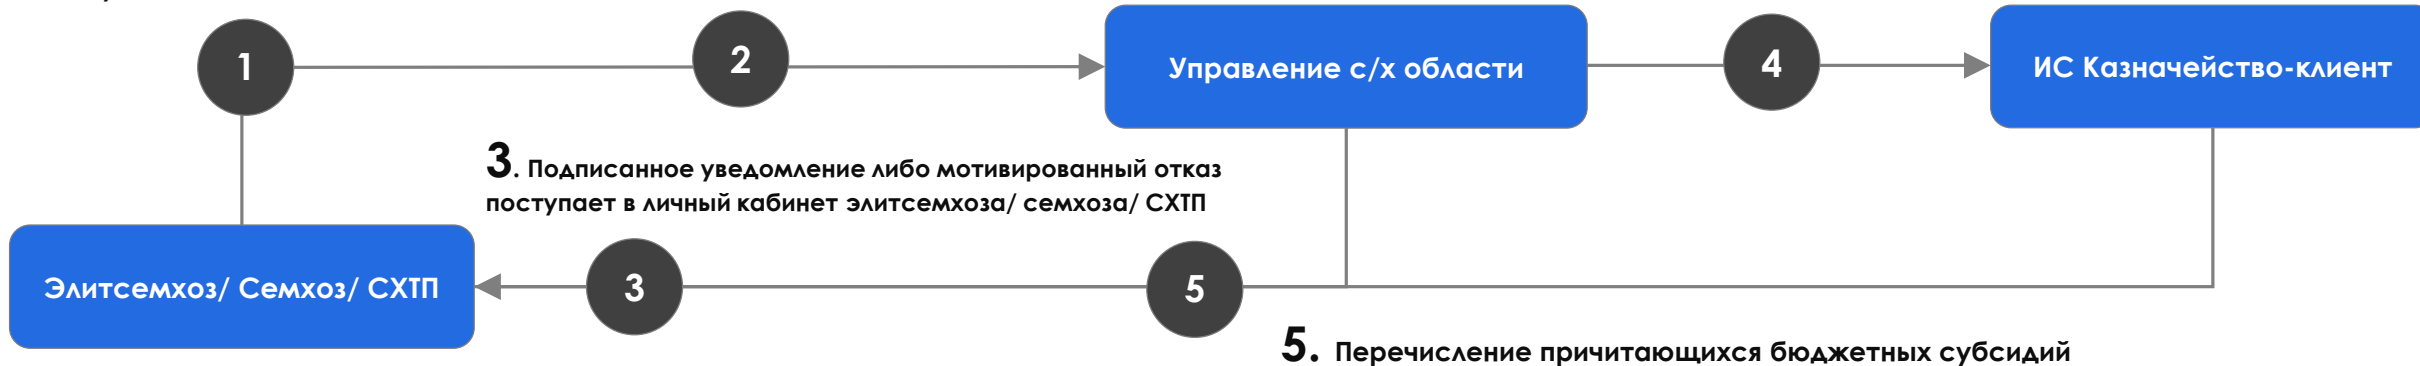 1
2
Управление с/х области
4
ИС Казначейство-клиент
3. Подписанное уведомление либо мотивированный отказ
поступает в личный кабинет элитсемхоза/ семхоза/ СХТП
Элитсемхоз/ Семхоз/ СХТП
3
5
5. Перечисление причитающихся бюджетных субсидий